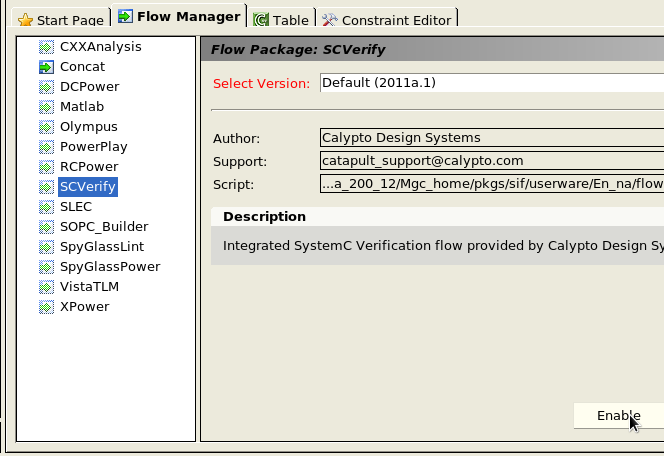 Start Page
Flow Manager
Table
Constraint Editor
CXXAnalysis
Concat
DCPower
Matlab
Olympus
PowerPlay
RCPower
SCVerify
SLEC
SOPC_Builder
SpyGlassLint
SpyGlassPower
VistaTLM
XPower
Flow Package: SCVerify
Select Version: Default (2011a.1)
Author: Calypto Design Systems
Support: catapult_support@calypto.com
Script: ...a_200_12/Mgc_home/pkgs/sif/userware/En_na/flow
Description
Integrated SystemC Verification flow provided by Calypto Design Sy
Enable